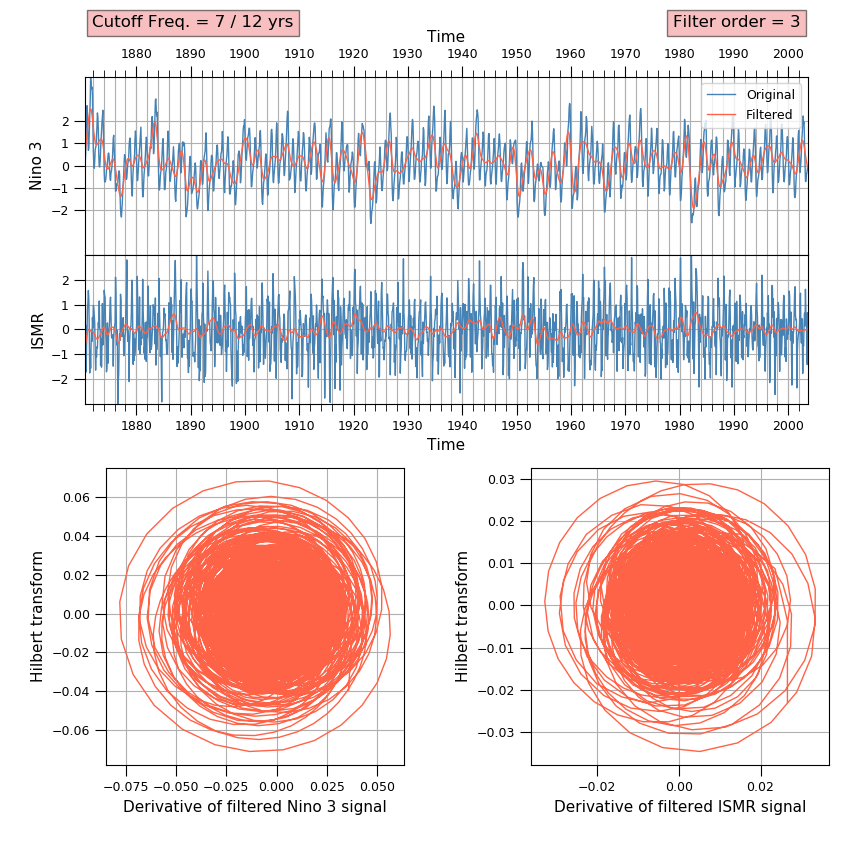 Cutoff Freq. = 7 / 12 yrs
Filter order = 3
Time
1880 1890 1900 1910 1920 1930 1940 1950 1960 1970 1980 1990 2000
Original
Filtered
Nino 3
2
1
0
−1
−2
ISMR
2
1
0
−1
−2
1880 1890 1900 1910 1920 1930 1940 1950 1960 1970 1980 1990 2000
Time
Hilbert transform
0.06
0.04
0.02
0.00
−0.02
−0.04
−0.06
−0.075 −0.050 −0.025 0.000 0.025 0.050
Derivative of filtered Nino 3 signal
Hilbert transform
0.03
0.02
0.01
0.00
−0.01
−0.02
−0.03
−0.02 0.00 0.02
Derivative of filtered ISMR signal